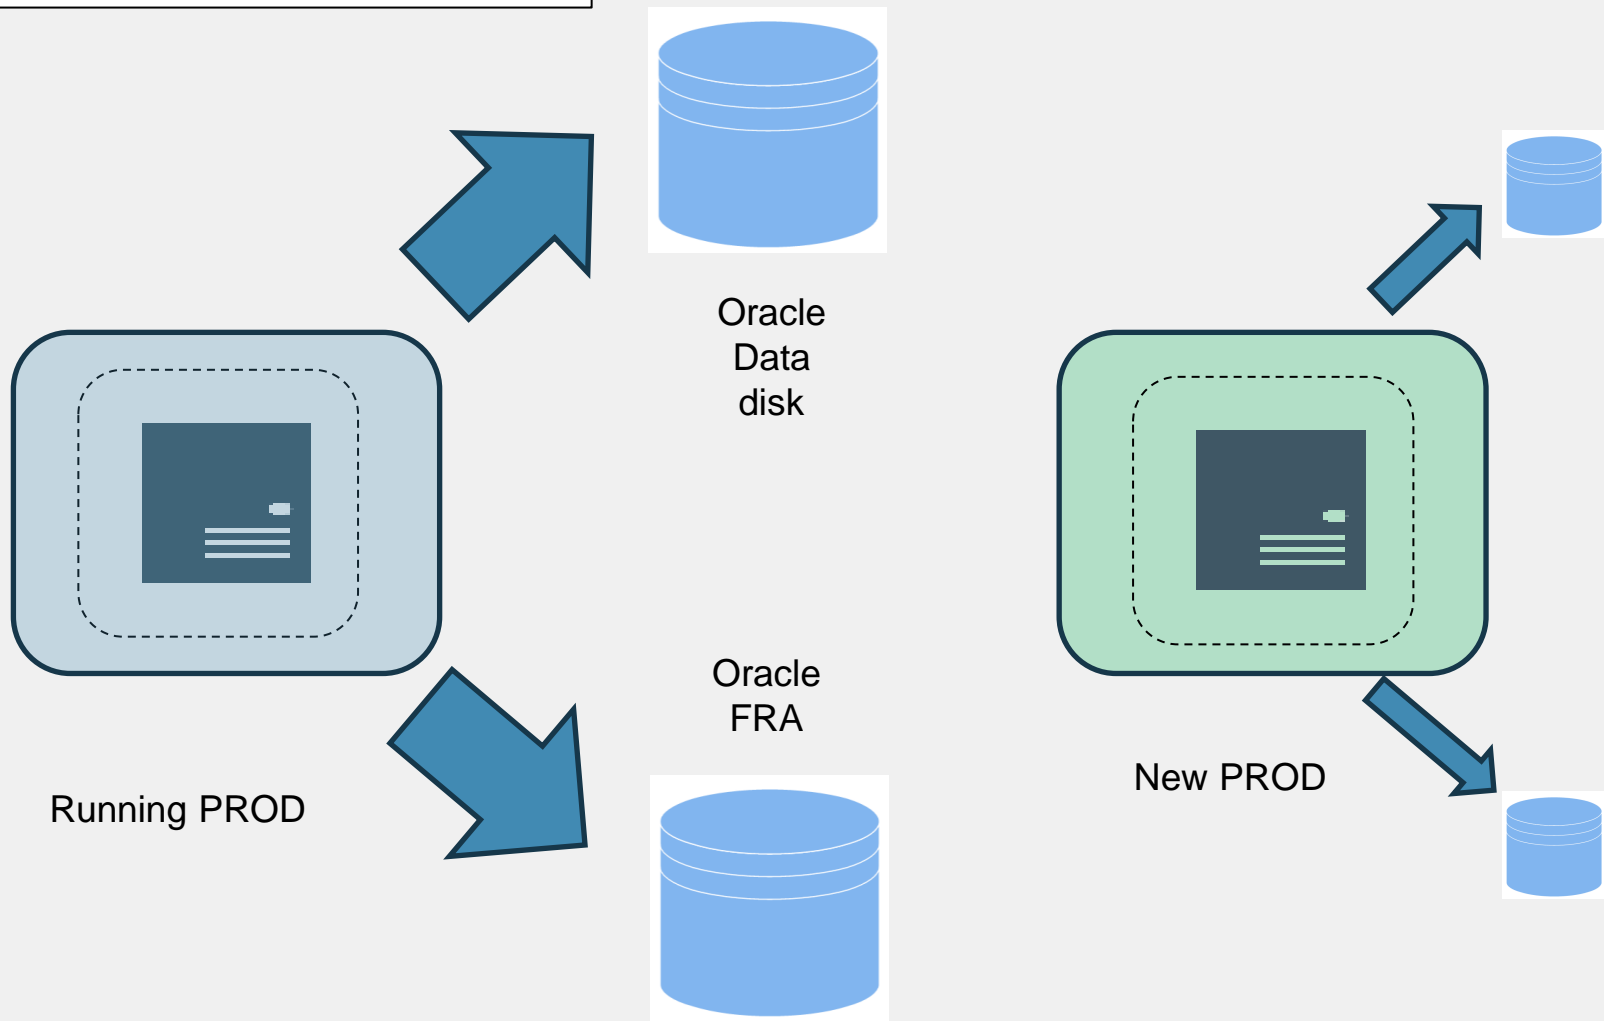 Oracle
Data
disk
Oracle
FRA
Running PROD
New PROD